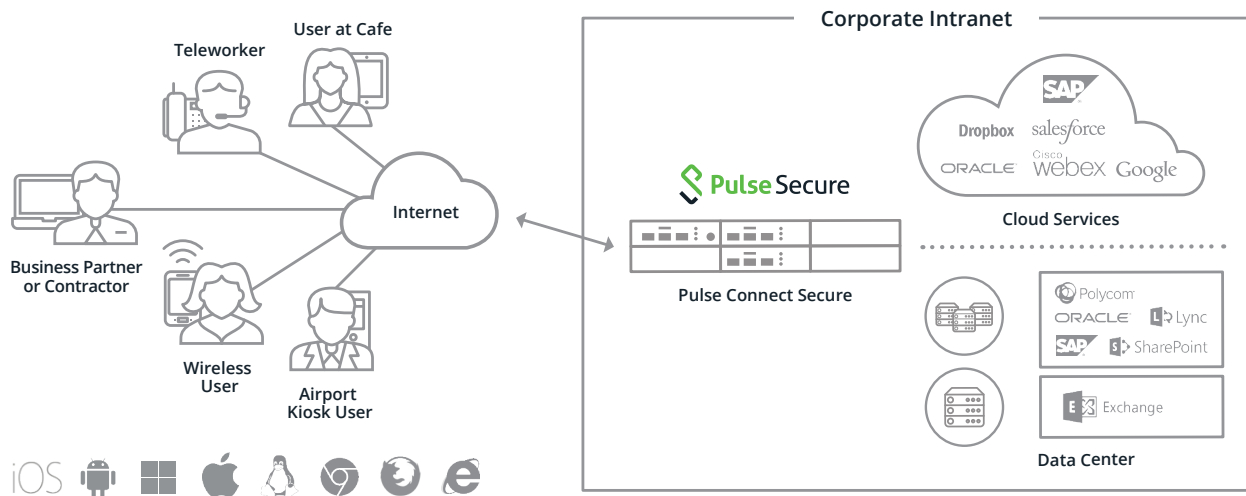 User at Cafe
Teleworker
Internet
Business Partner
or Contractor
Wireless
User
Airport
Kiosk User
iOS
Corporate Intranet
Pulse Secure
Pulse Connect Secure
SAP
Dropbox salesforce
ORACLE Cisco webex Google
Cloud Services
Polycom
ORACLE Lync
SAP SharePoint
Exchange
Data Center